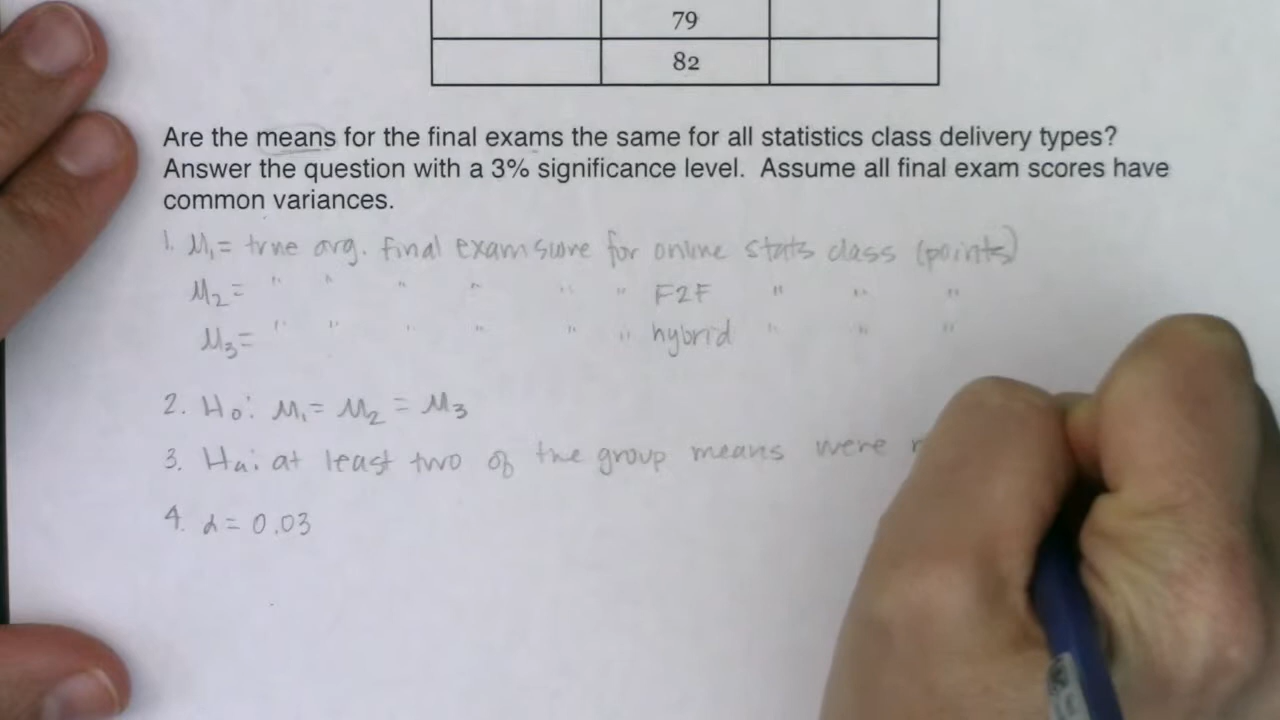 79
82
Are the means for the final exams the same for all statistics class delivery types?
Answer the question with a 3% significance level. Assume all final exam scores have
common variances.
1. μ₁= true avg. final exam score for online stats class (points)
μ₂= " " " " " " F2F " " "
μ₃= " " " " " " hybrid " " "
2. H₀: μ₁= μ₂ = μ₃
3. Hₐ: at least two of the group means were
4. α = 0.03